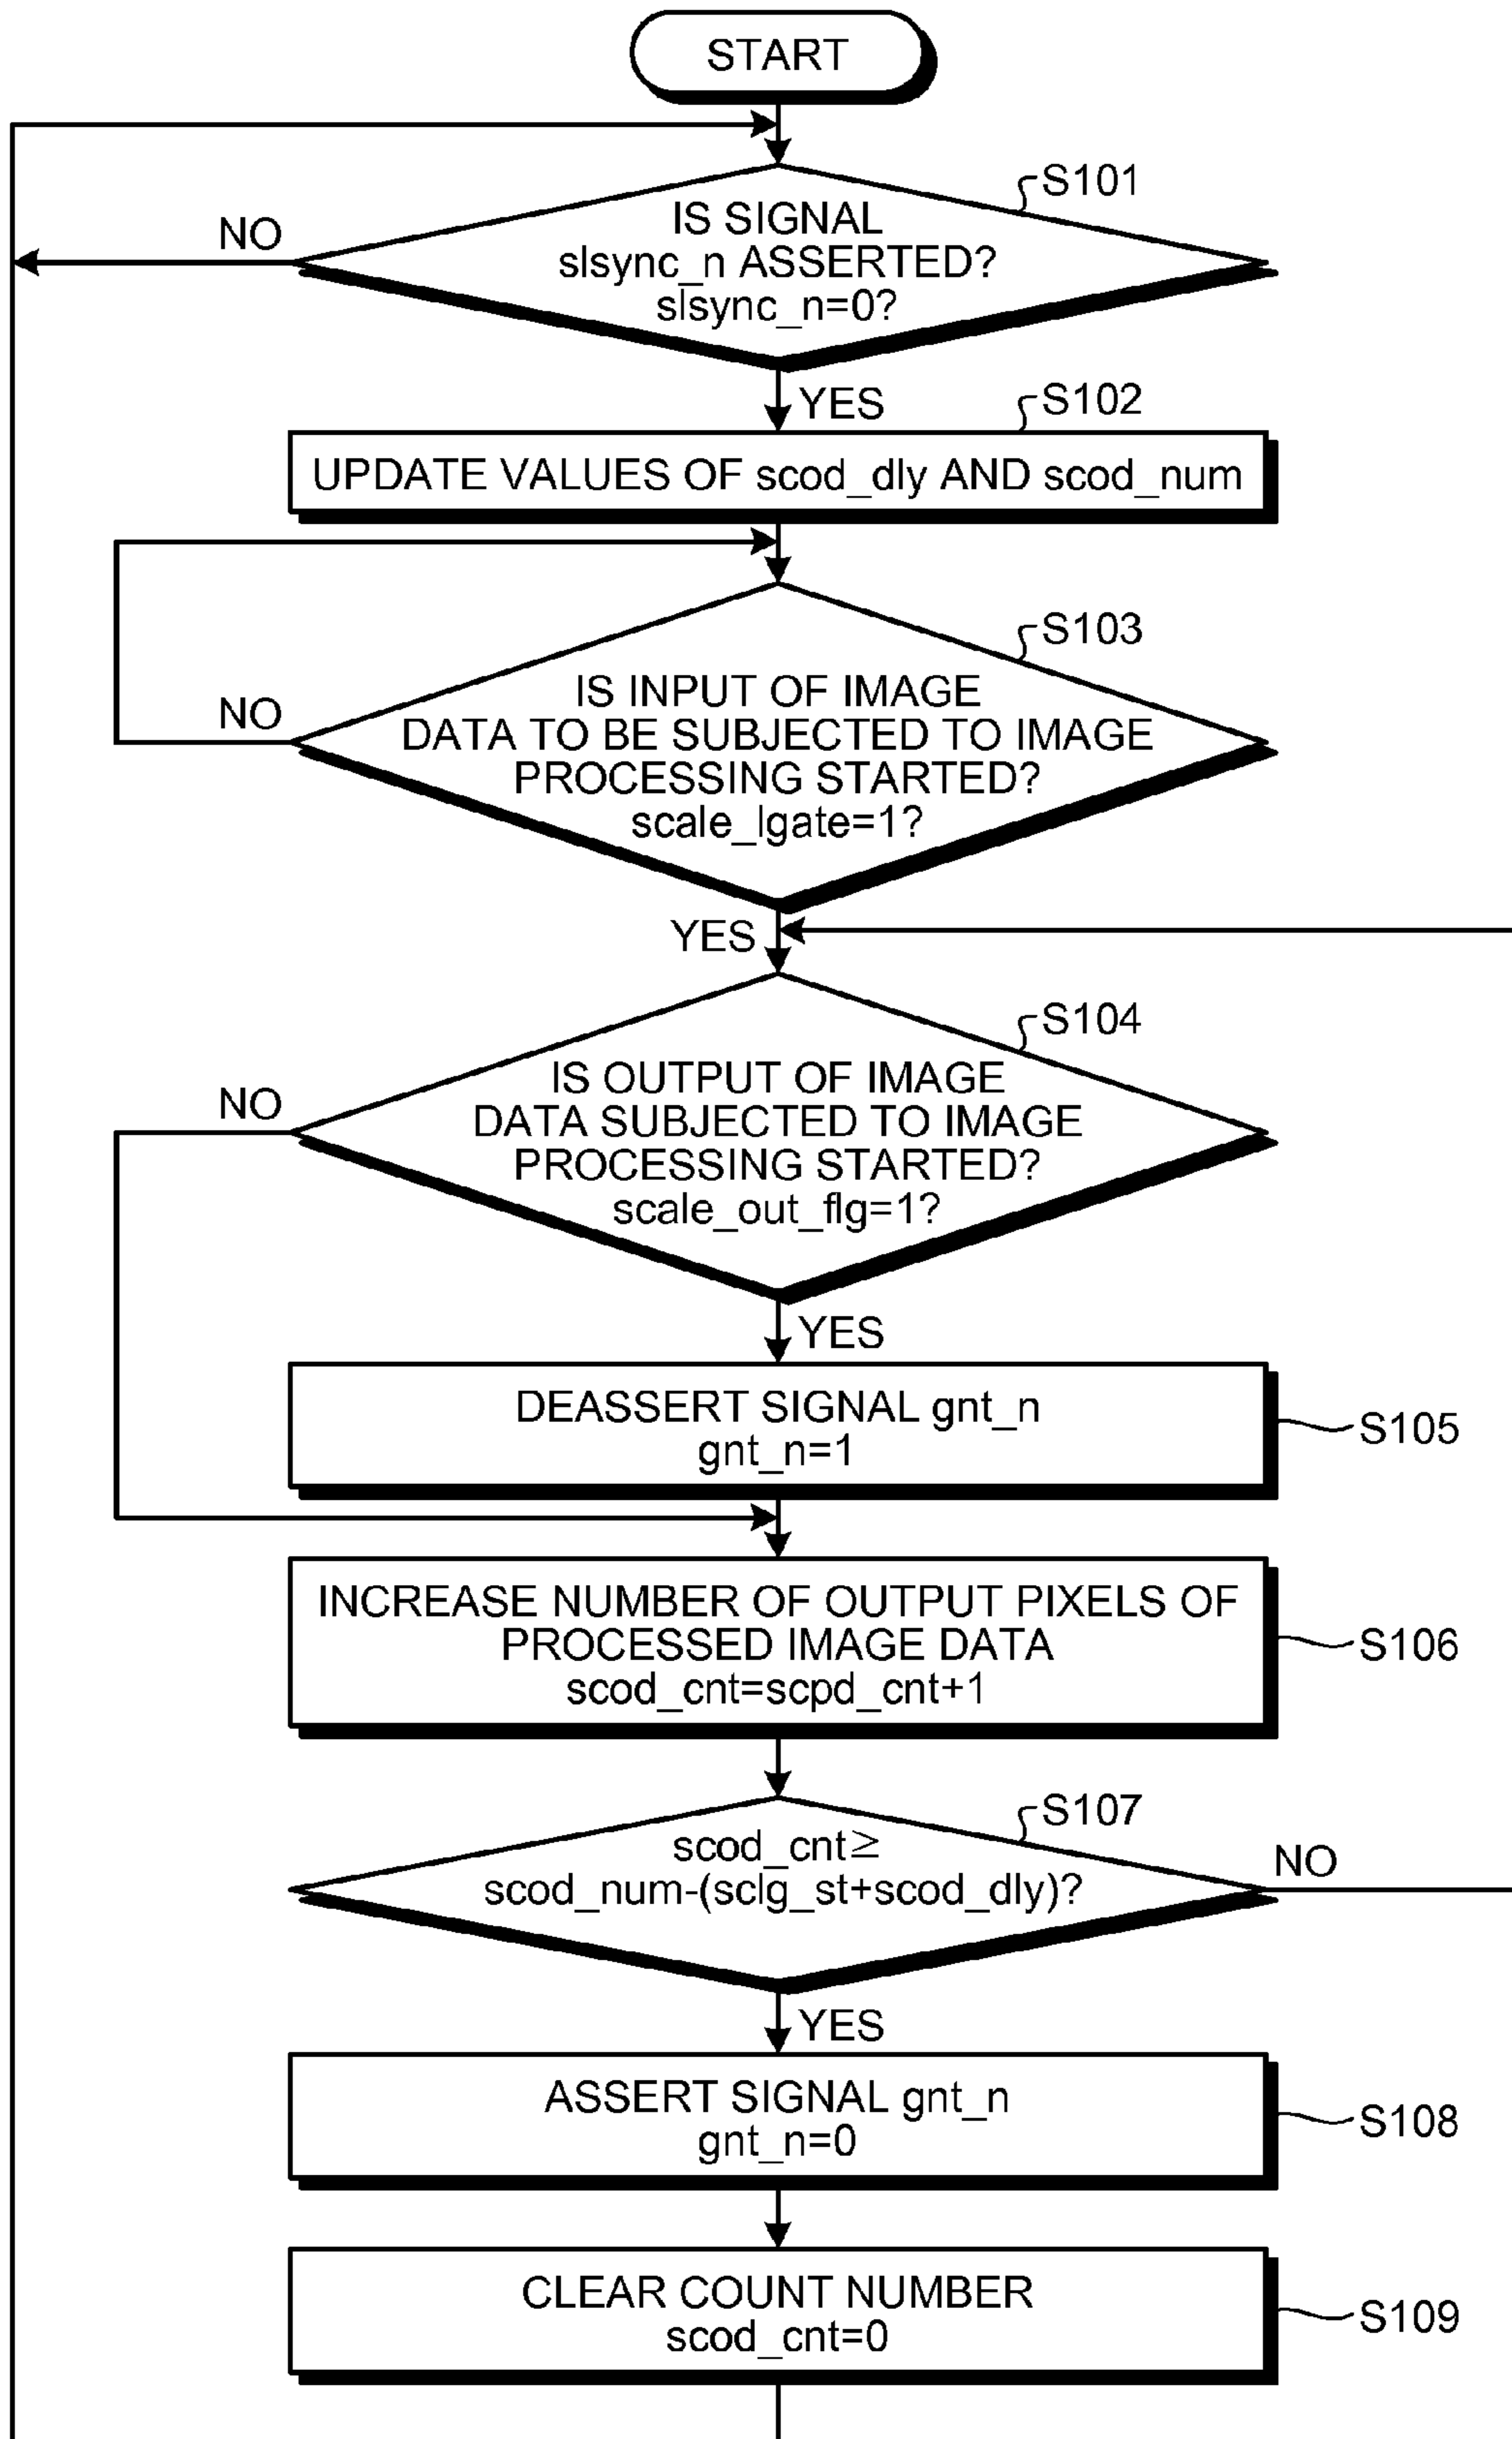 START
S101
IS SIGNAL
slsync_n ASSERTED?
slsync_n=0?
NO
YES
S102
UPDATE VALUES OF scod_dly AND scod_num
S103
IS INPUT OF IMAGE
DATA TO BE SUBJECTED TO IMAGE
PROCESSING STARTED?
scale_lgate=1?
NO
YES
S104
IS OUTPUT OF IMAGE
DATA SUBJECTED TO IMAGE
PROCESSING STARTED?
scale_out_flg=1?
NO
YES
DEASSERT SIGNAL gnt_n
gnt_n=1
S105
INCREASE NUMBER OF OUTPUT PIXELS OF
PROCESSED IMAGE DATA
scod_cnt=scpd_cnt+1
S106
S107
scod_cnt≥
scod_num-(sclg_st+scod_dly)?
NO
YES
ASSERT SIGNAL gnt_n
gnt_n=0
S108
CLEAR COUNT NUMBER
scod_cnt=0
S109